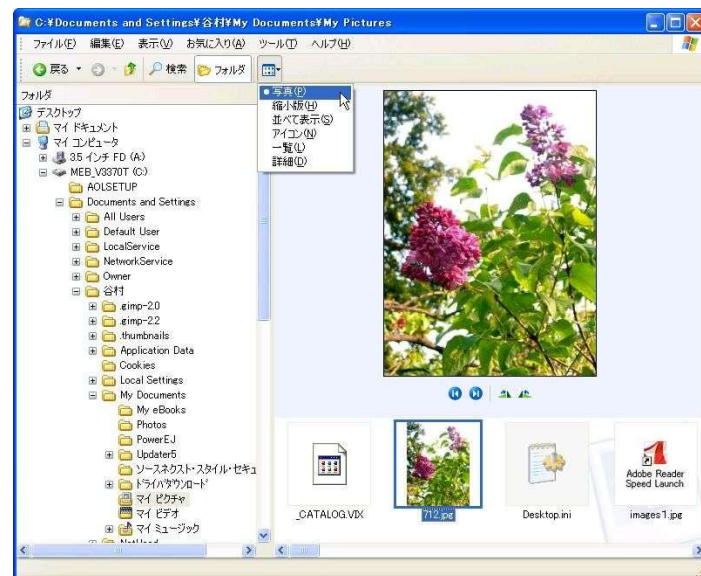 C:¥Documents and Settings¥谷村¥My Documents¥My Pictures
ファイル(F) 編集(E) 表示(V) お気に入り(A) ツール(T) ヘルプ(H)
戻る 検索 フォルダ
フォルダ
写真(P)
縮小版(H)
並べて表示(S)
アイコン(N)
一覧(L)
詳細(D)
デスクトップ
マイ ドキュメント
マイ コンピュータ
3.5 インチ FD (A:)
MEB_V3370T (C:)
AOLSETUP
Documents and Settings
All Users
Default User
LocalService
NetworkService
Owner
谷村
.gimp-2.0
.gimp-2.2
.thumbnails
Application Data
Cookies
Local Settings
My Documents
My eBooks
Photos
PowerEJ
Updater5
ソースネクスト・スタイル・セキュ
ドライバダウンロード
マイ ピクチャ
マイ ビデオ
マイ ミュージック
Adobe Reader
Speed Launch
_CATALOG.VIX
712.jpg
Desktop.ini
images1.jpg